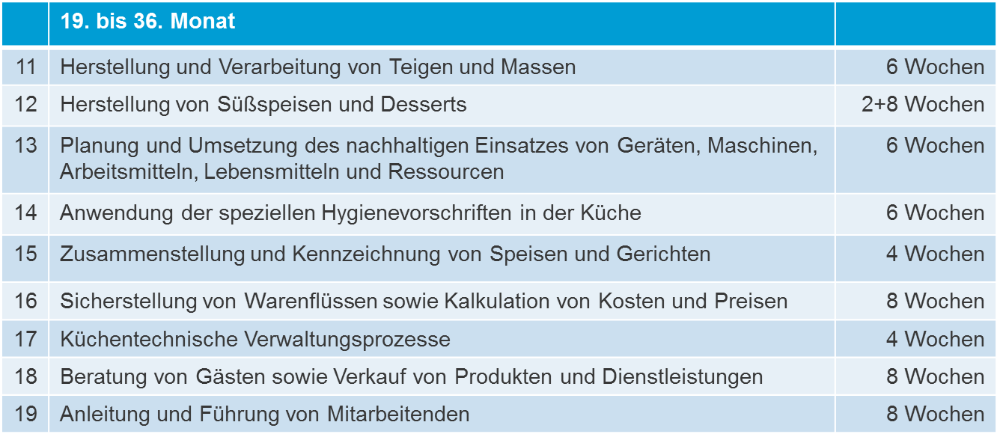 19. bis 36. Monat
11 Herstellung und Verarbeitung von Teigen und Massen 6 Wochen
12 Herstellung von Süßspeisen und Desserts 2+8 Wochen
13 Planung und Umsetzung des nachhaltigen Einsatzes von Geräten, Maschinen, 6 Wochen
Arbeitsmitteln, Lebensmitteln und Ressourcen
14 Anwendung der speziellen Hygienevorschriften in der Küche 6 Wochen
15 Zusammenstellung und Kennzeichnung von Speisen und Gerichten 4 Wochen
16 Sicherstellung von Warenflüssen sowie Kalkulation von Kosten und Preisen 8 Wochen
17 Küchentechnische Verwaltungsprozesse 4 Wochen
18 Beratung von Gästen sowie Verkauf von Produkten und Dienstleistungen 8 Wochen
19 Anleitung und Führung von Mitarbeitenden 8 Wochen